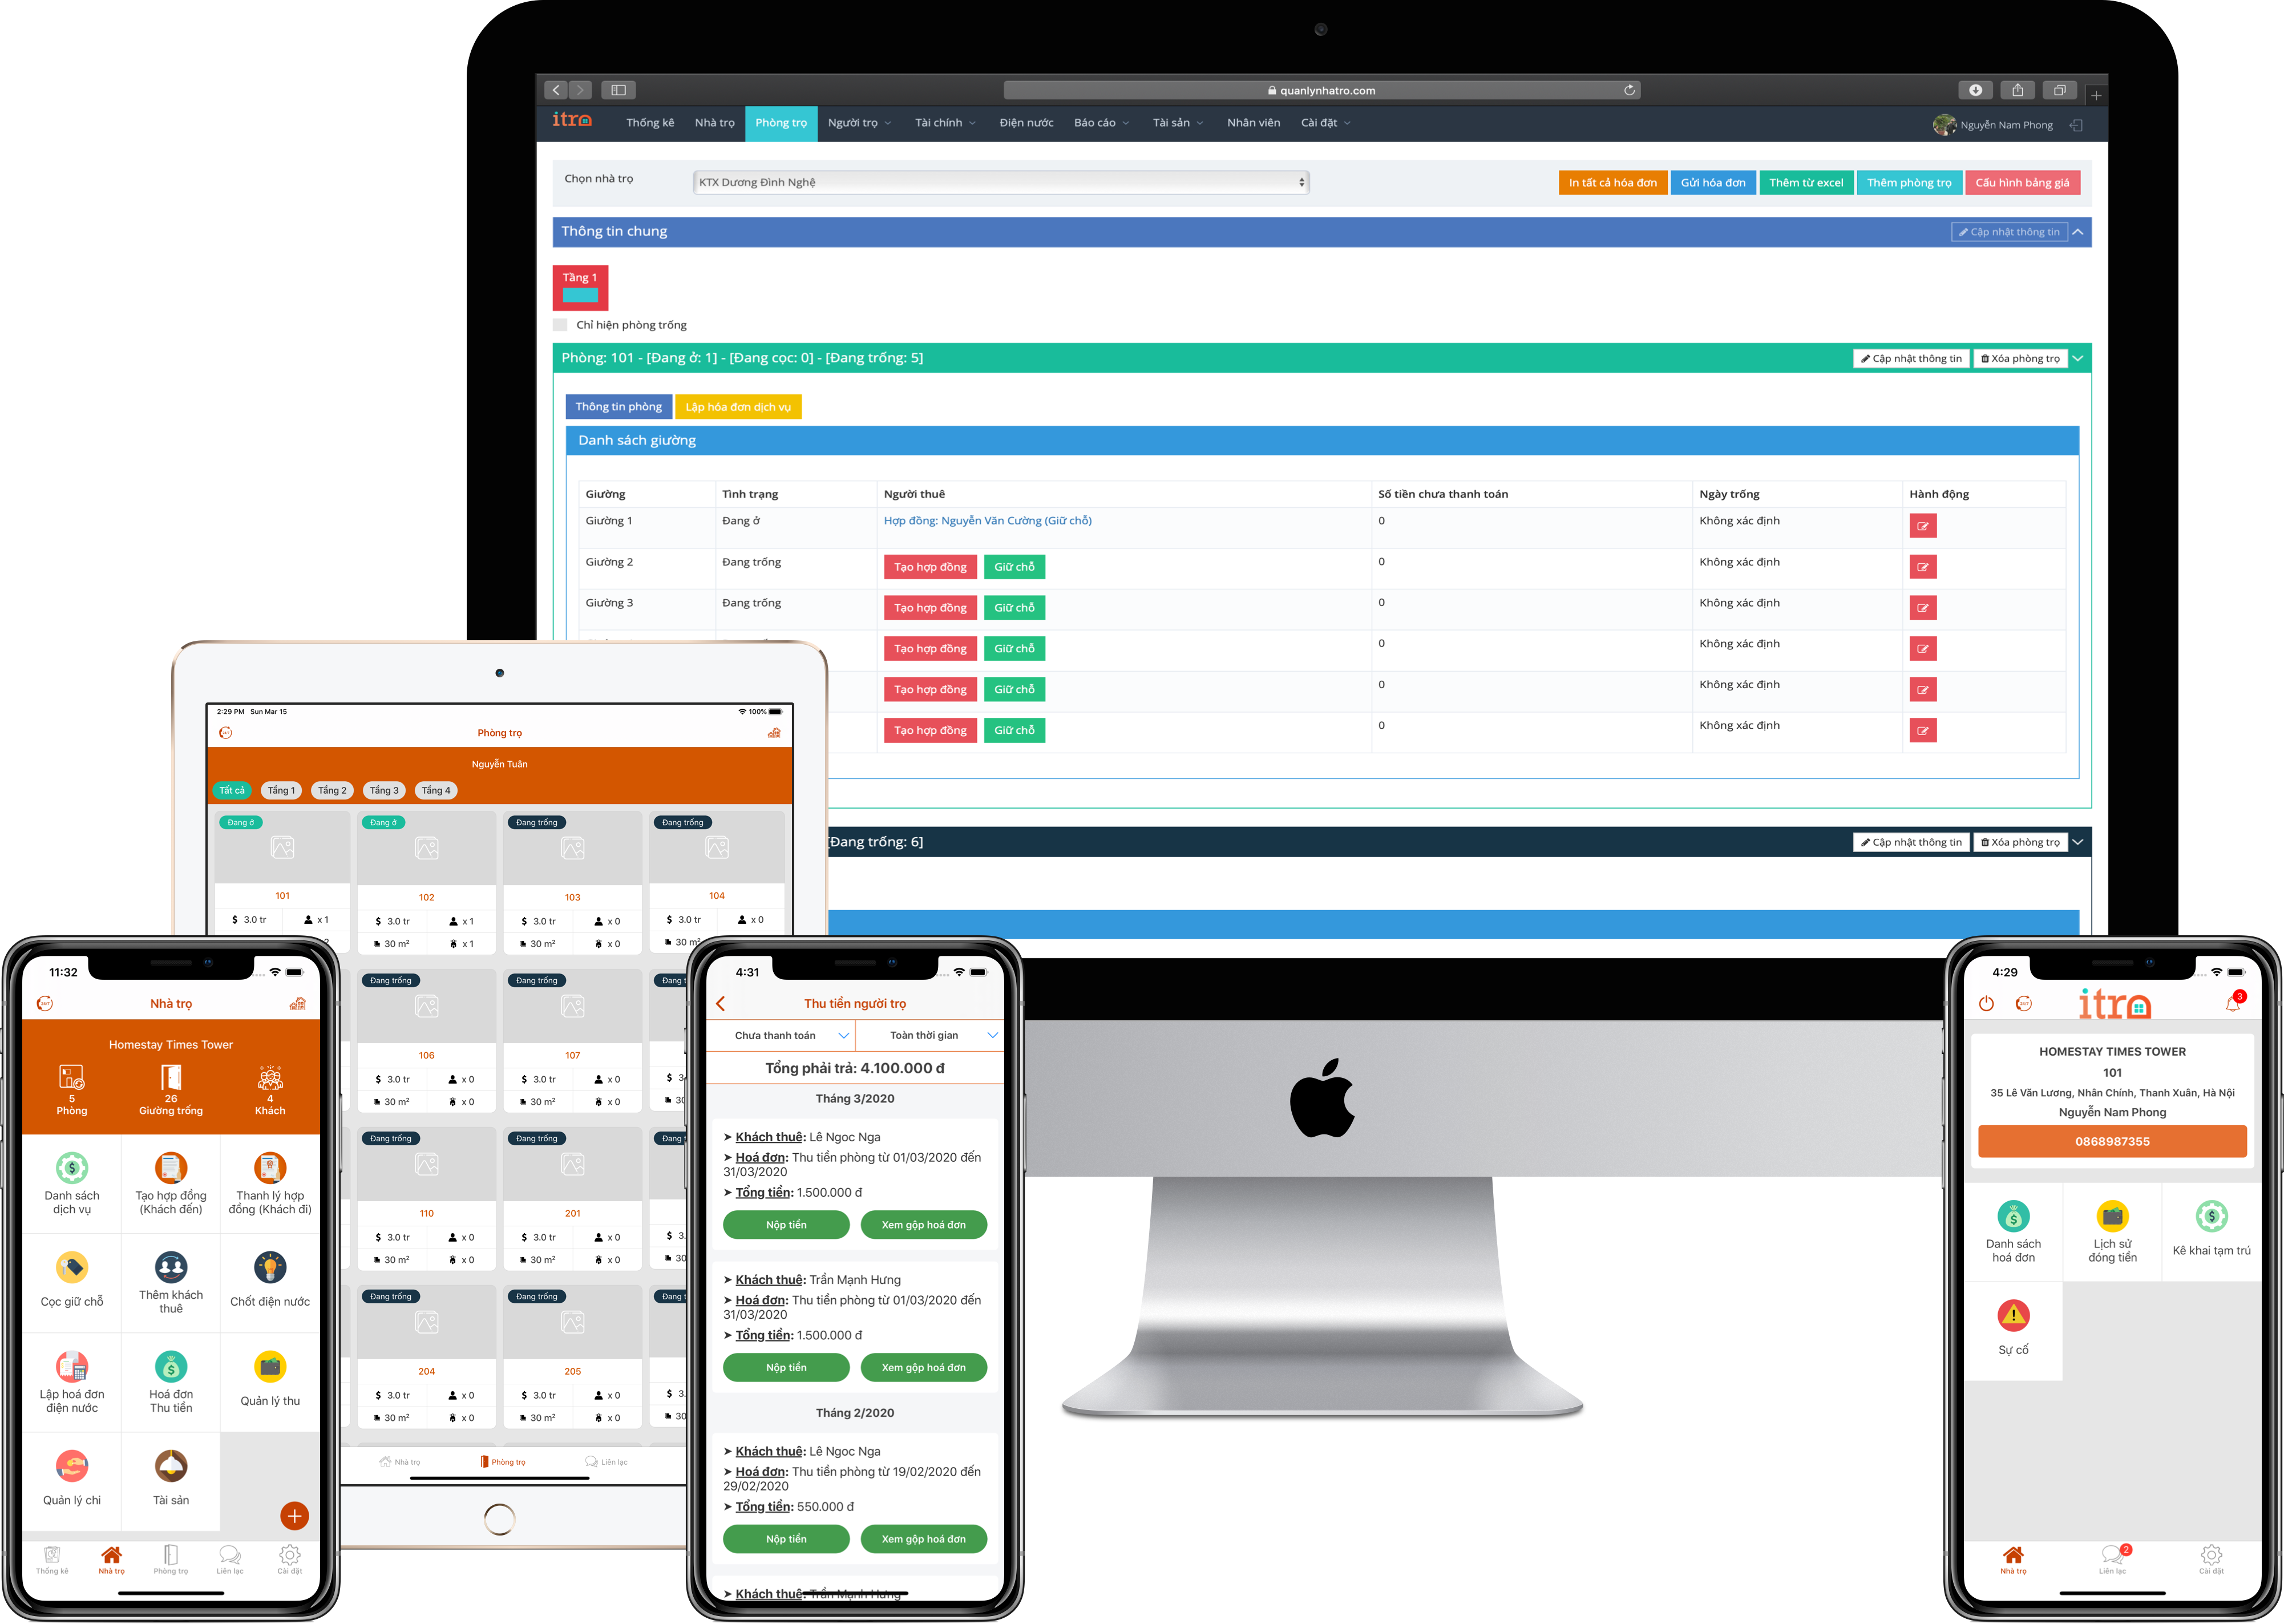 quanlynhatro.com
itro
Thống kê
Nhà trọ
Phòng trọ
Người trọ
Tài chính
Điện nước
Báo cáo
Tài sản
Nhân viên
Cài đặt
Nguyễn Nam Phong
Chọn nhà trọ
KTX Dương Đình Nghệ
In tất cả hóa đơn
Gửi hóa đơn
Thêm từ excel
Thêm phòng trọ
Cấu hình bảng giá
Thông tin chung
Cập nhật thông tin
Tầng 1
Chỉ hiện phòng trống
Phòng: 101 - [Đang ở: 1] - [Đang cọc: 0] - [Đang trống: 5]
Cập nhật thông tin
Xóa phòng trọ
Thông tin phòng
Lập hóa đơn dịch vụ
Danh sách giường
Giường Tình trạng Người thuê Số tiền chưa thanh toán Ngày trống Hành động
Giường 1 Đang ở Hợp đồng: Nguyễn Văn Cường (Giữ chỗ) 0 Không xác định
Giường 2 Đang trống Tạo hợp đồng Giữ chỗ 0 Không xác định
Giường 3 Đang trống Tạo hợp đồng Giữ chỗ 0 Không xác định
Tạo hợp đồng Giữ chỗ 0 Không xác định
Tạo hợp đồng Giữ chỗ 0 Không xác định
Tạo hợp đồng Giữ chỗ 0 Không xác định
[Đang trống: 6]
Cập nhật thông tin
Xóa phòng trọ
2:29 PM Sun Mar 15
100%
Phòng trọ
Nguyễn Tuân
Tất cả
Tầng 1
Tầng 2
Tầng 3
Tầng 4
Đang ở
Đang ở
Đang trống
Đang trống
101
102
103
104
3.0 tr x 1
3.0 tr x 1
3.0 tr x 0
3.0 tr x 0
30 m² x 1
30 m² x 0
30 m²
Đang trống
Đang trống
Đang
106
107
3.0 tr x 0
3.0 tr x 0
30 m² x 0
30 m² x 0
30
Đang trống
Đang trống
Đang
110
201
3.0 tr x 0
3.0 tr x 0
30 m² x 0
30 m² x 0
30
Đang trống
Đang trống
Đang
204
205
3.0 tr x 0
3.0 tr x 0
30 m² x 0
30 m² x 0
30
Nhà trọ
Phòng trọ
Liên lạc
11:32
Nhà trọ
Homestay Times Tower
5
Phòng
26
Giường trống
4
Khách
Danh sách
dịch vụ
Tạo hợp đồng
(Khách đến)
Thanh lý hợp
đồng (Khách đi)
Cọc giữ chỗ
Thêm khách
thuê
Chốt điện nước
Lập hoá đơn
điện nước
Hoá đơn
Thu tiền
Quản lý thu
Quản lý chi
Tài sản
Thống kê
Nhà trọ
Phòng trọ
Liên lạc
Cài đặt
4:31
Thu tiền người trọ
Chưa thanh toán
Toàn thời gian
Tổng phải trả: 4.100.000 đ
Tháng 3/2020
➤ Khách thuê: Lê Ngoc Nga
➤ Hoá đơn: Thu tiền phòng từ 01/03/2020 đến
31/03/2020
➤ Tổng tiền: 1.500.000 đ
Nộp tiền
Xem gộp hoá đơn
➤ Khách thuê: Trần Mạnh Hưng
➤ Hoá đơn: Thu tiền phòng từ 01/03/2020 đến
31/03/2020
➤ Tổng tiền: 1.500.000 đ
Nộp tiền
Xem gộp hoá đơn
Tháng 2/2020
➤ Khách thuê: Lê Ngoc Nga
➤ Hoá đơn: Thu tiền phòng từ 19/02/2020 đến
29/02/2020
➤ Tổng tiền: 550.000 đ
Nộp tiền
Xem gộp hoá đơn
➤ Khách thuê: Trần Mạnh Hưng
4:29
itro
3
HOMESTAY TIMES TOWER
101
35 Lê Văn Lương, Nhân Chính, Thanh Xuân, Hà Nội
Nguyễn Nam Phong
0868987355
Danh sách
hoá đơn
Lịch sử
đóng tiền
Kê khai tạm trú
Sự cố
Nhà trọ
2
Liên lạc
Cài đặt